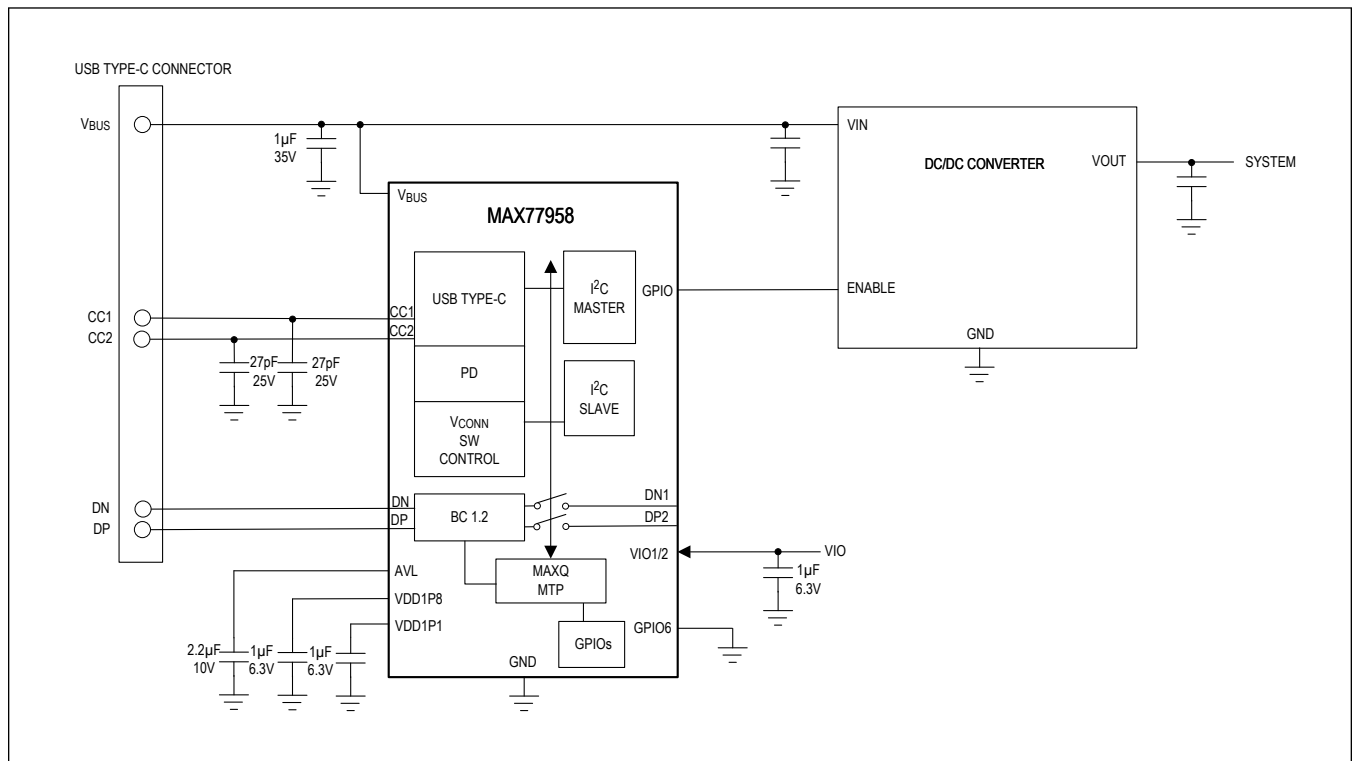 USB TYPE-C CONNECTOR
VBUS
1µF
35V
VIN
DC/DC CONVERTER
VOUT
SYSTEM
VBUS
MAX77958
USB TYPE-C
I²C
MASTER
GPIO
ENABLE
CC1
CC2
CC1
CC2
27pF
25V
27pF
25V
GND
PD
I²C
SLAVE
VCONN
SW
CONTROL
DN
DP
DN
DP
BC 1.2
DN1
DP2
VIO1/2
VIO
1µF
6.3V
AVL
VDD1P8
VDD1P1
MAXQ
MTP
GPIO6
GPIOs
2.2µF
10V
1µF
6.3V
1µF
6.3V
GND